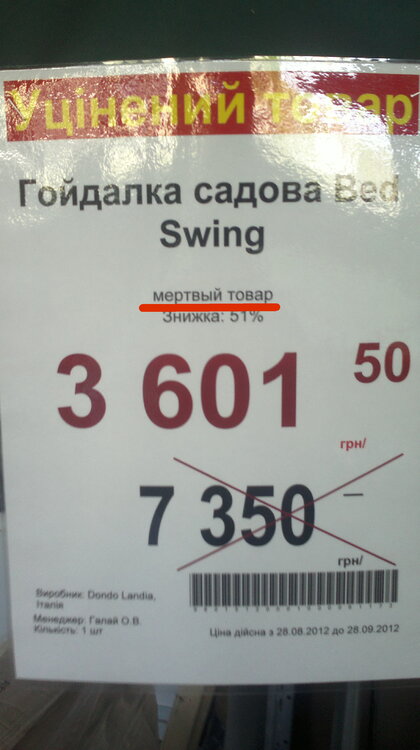 Уцінений товар
Гойдалка садова Bed
Swing
мертвый товар
Знижка: 51%
3 601 50
грн/
7 350 –
грн/
Виробник: Dondo Landia,
Італія
Менеджер: Галай О.В.
Кількість: 1 шт
Ціна дійсна з 28.08.2012 до 28.09.2012